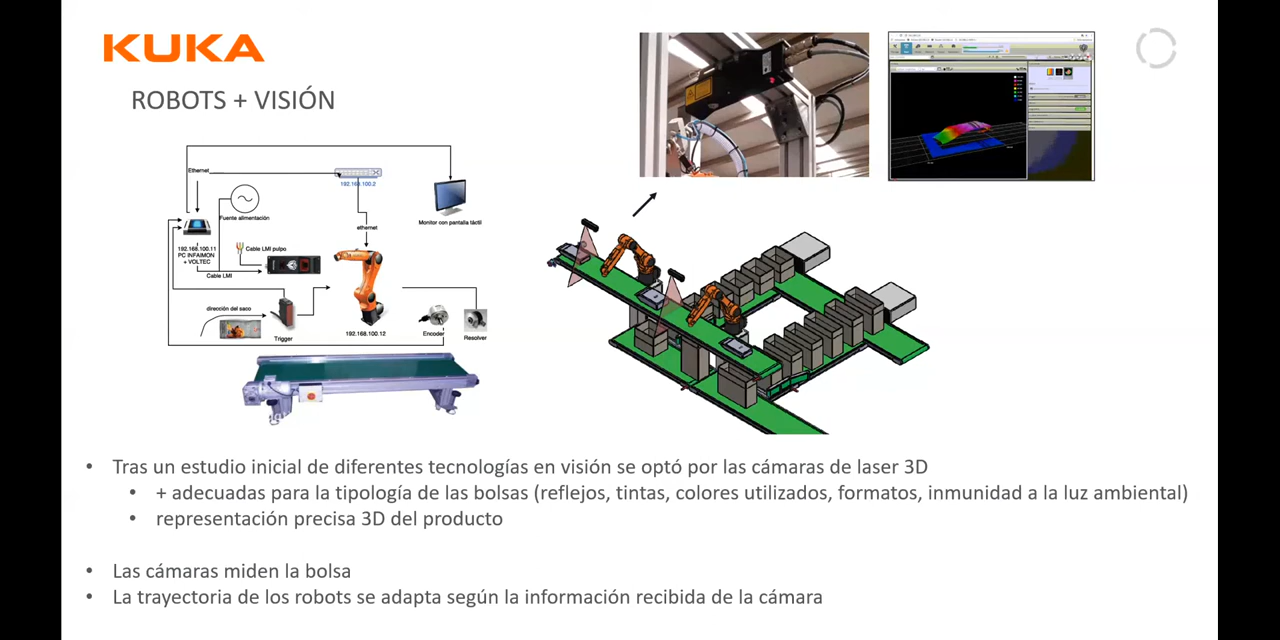 KUKA
ROBOTS + VISIÓN
Ethernet
192.168.100.2
Fuente alimentación
ethernet
Monitor con pantalla táctil
192.168.100.11
PC INFAIMON
+ VOLTEC
Cable LMI pulpo
Cable LMI
dirección del saco
Trigger
192.168.100.12
Encoder
Resolver
• Tras un estudio inicial de diferentes tecnologías en visión se optó por las cámaras de laser 3D
• + adecuadas para la tipología de las bolsas (reflejos, tintas, colores utilizados, formatos, inmunidad a la luz ambiental)
• representación precisa 3D del producto
• Las cámaras miden la bolsa
• La trayectoria de los robots se adapta según la información recibida de la cámara